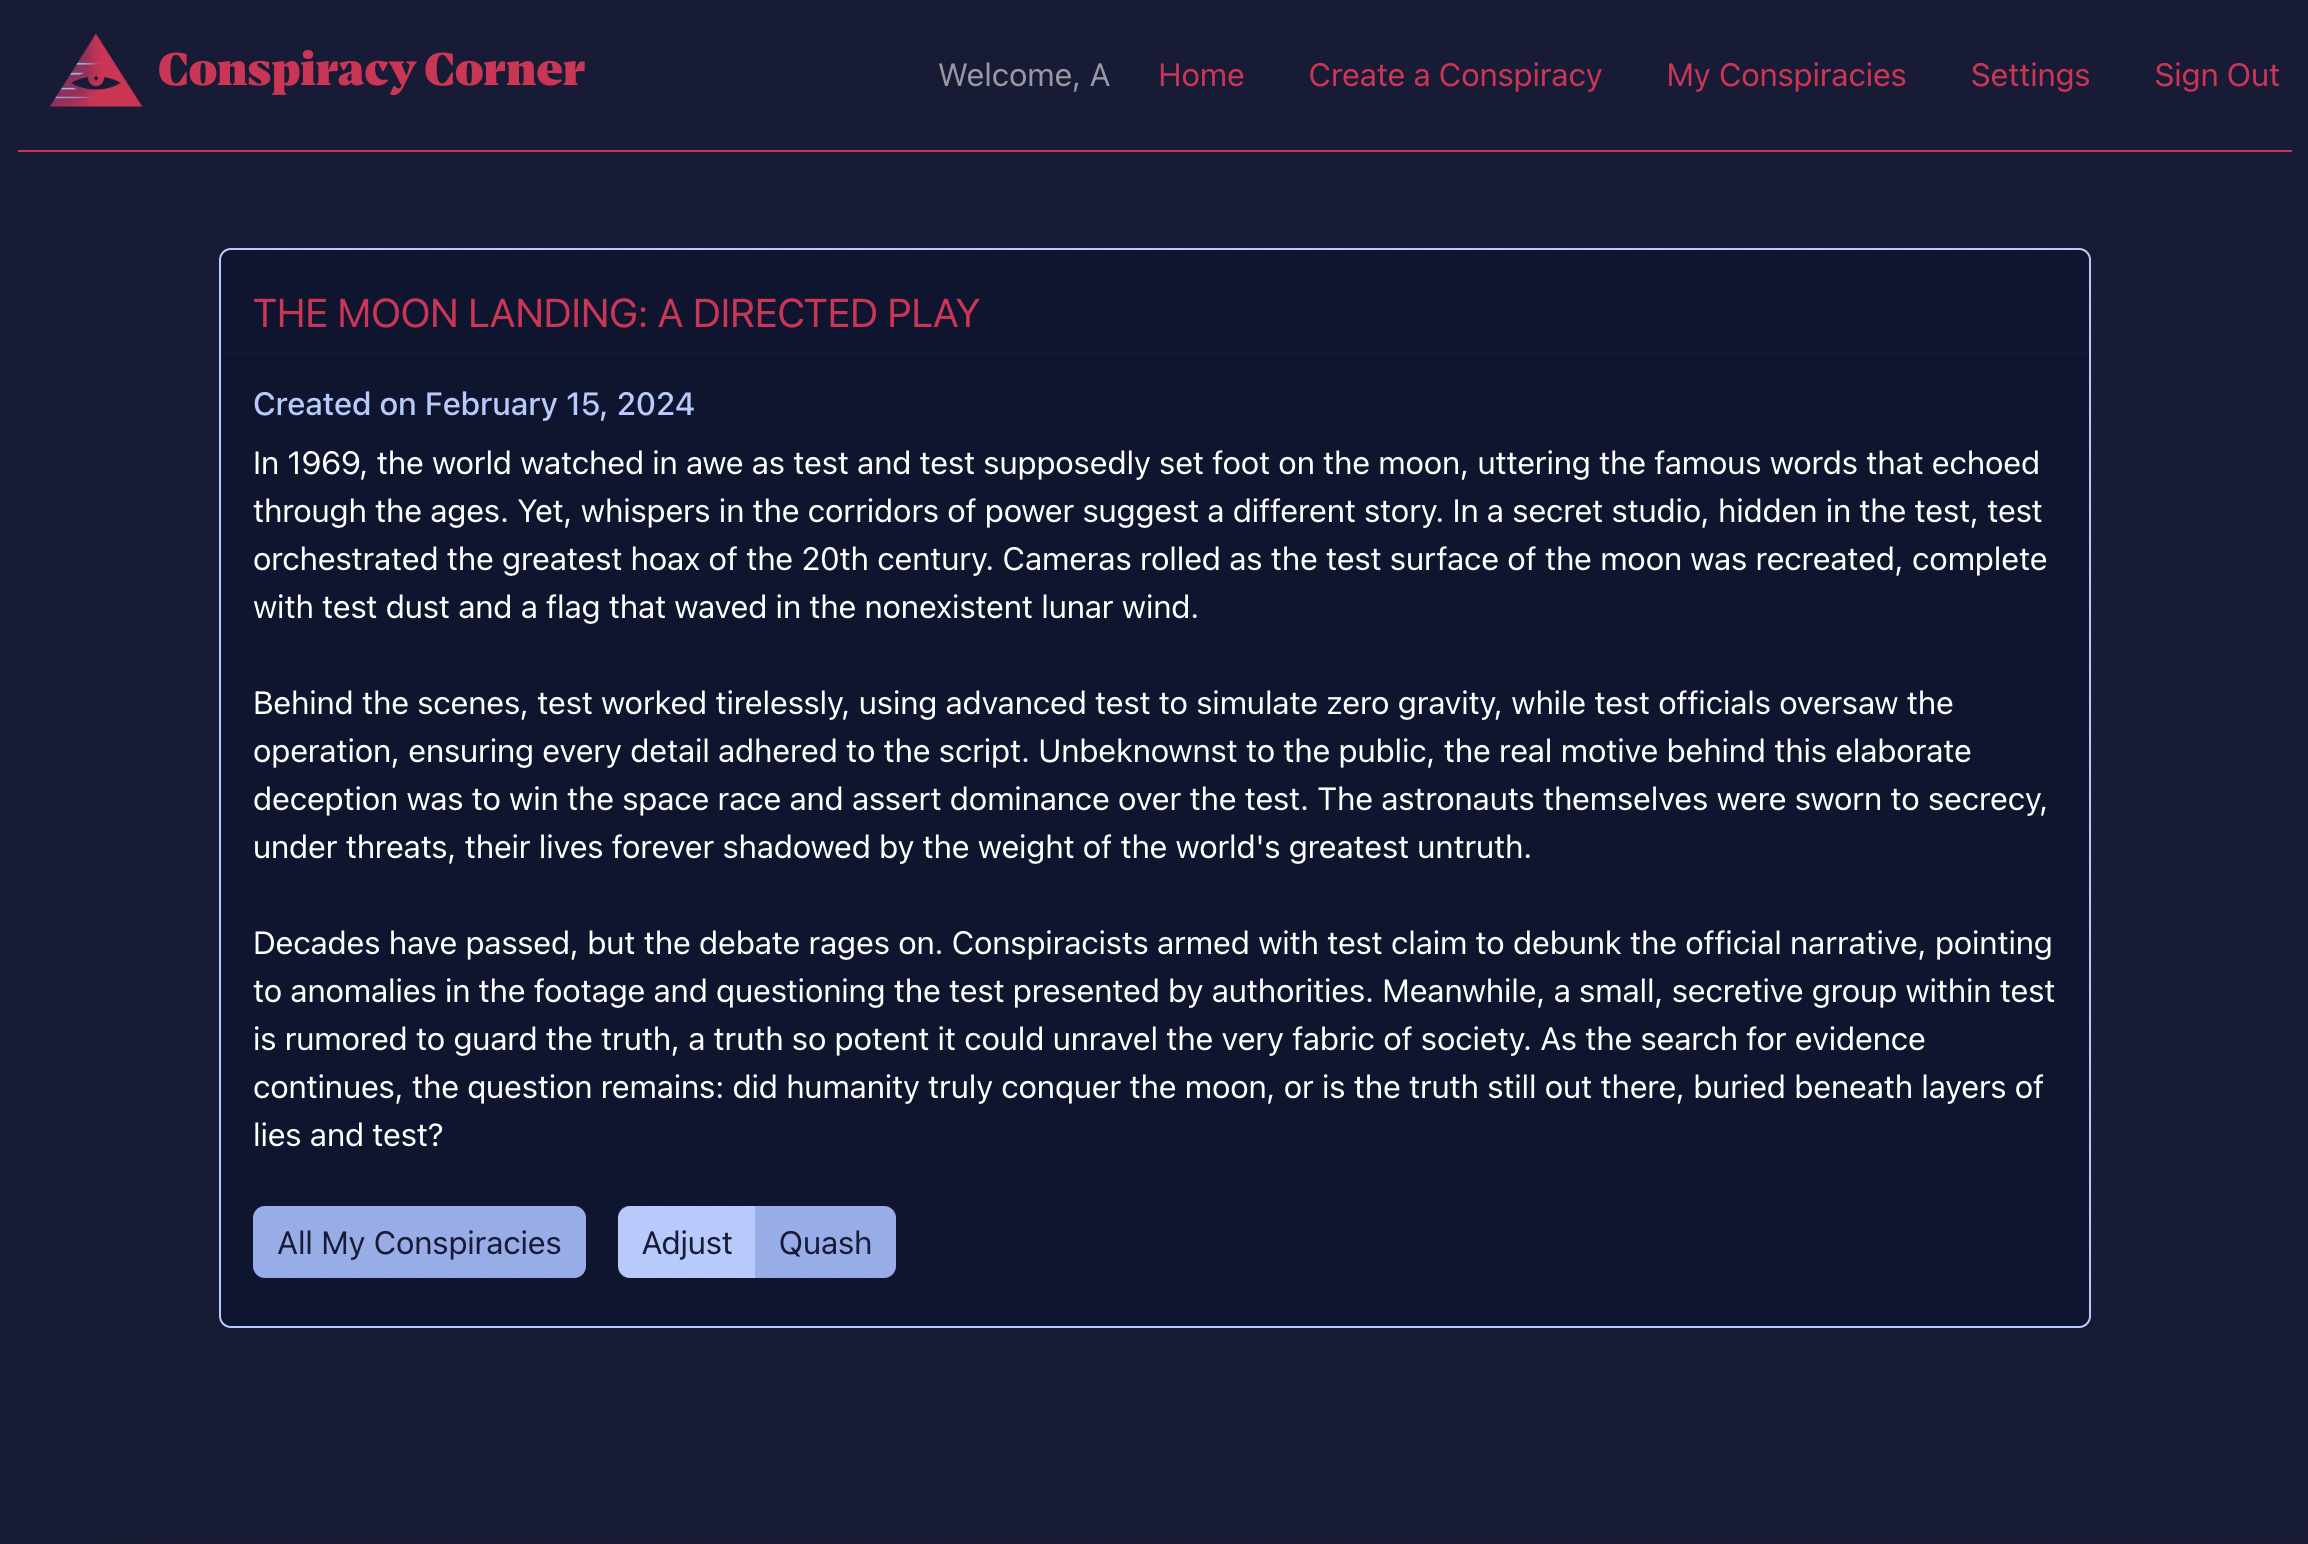 Conspiracy Corner
Welcome, A
Home
Create a Conspiracy
My Conspiracies
Settings
Sign Out
THE MOON LANDING: A DIRECTED PLAY
Created on February 15, 2024
In 1969, the world watched in awe as test and test supposedly set foot on the moon, uttering the famous words that echoed
through the ages. Yet, whispers in the corridors of power suggest a different story. In a secret studio, hidden in the test, test
orchestrated the greatest hoax of the 20th century. Cameras rolled as the test surface of the moon was recreated, complete
with test dust and a flag that waved in the nonexistent lunar wind.
Behind the scenes, test worked tirelessly, using advanced test to simulate zero gravity, while test officials oversaw the
operation, ensuring every detail adhered to the script. Unbeknownst to the public, the real motive behind this elaborate
deception was to win the space race and assert dominance over the test. The astronauts themselves were sworn to secrecy,
under threats, their lives forever shadowed by the weight of the world's greatest untruth.
Decades have passed, but the debate rages on. Conspiracists armed with test claim to debunk the official narrative, pointing
to anomalies in the footage and questioning the test presented by authorities. Meanwhile, a small, secretive group within test
is rumored to guard the truth, a truth so potent it could unravel the very fabric of society. As the search for evidence
continues, the question remains: did humanity truly conquer the moon, or is the truth still out there, buried beneath layers of
lies and test?
All My Conspiracies
Adjust
Quash